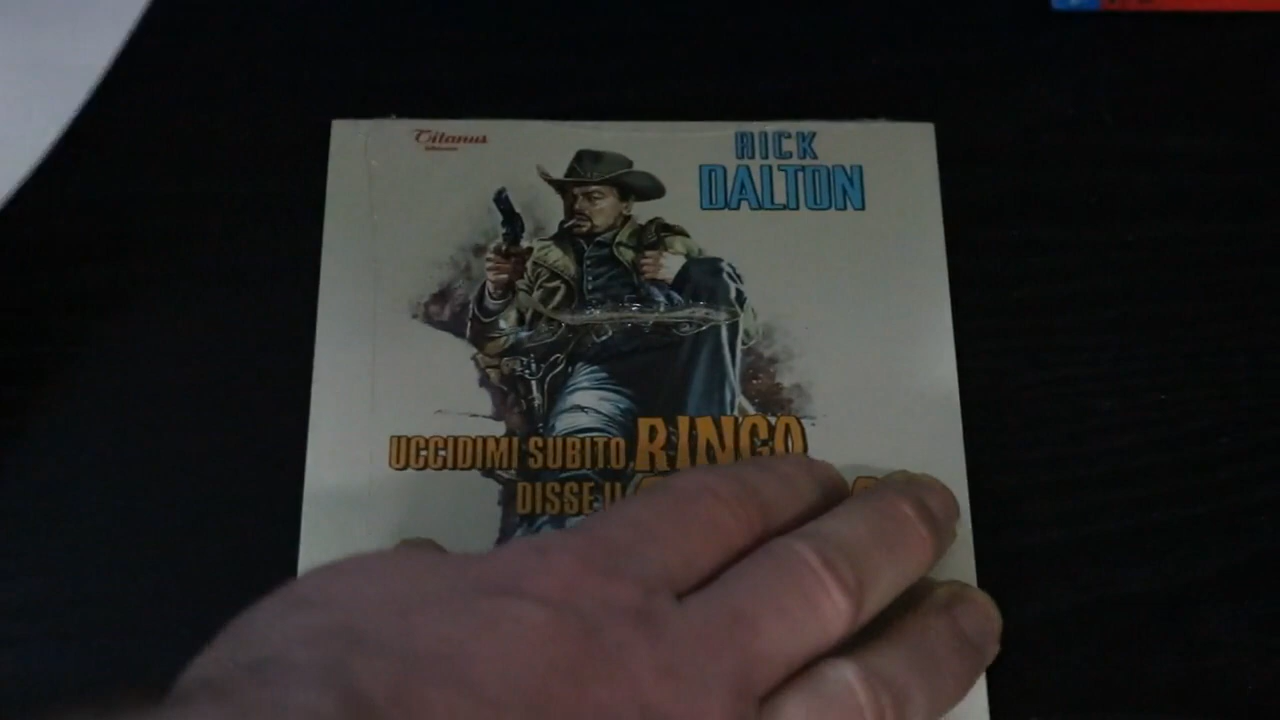 Titanus
RICK
DALTON
UCCIDIMI SUBITO RINGO
DISSE IL